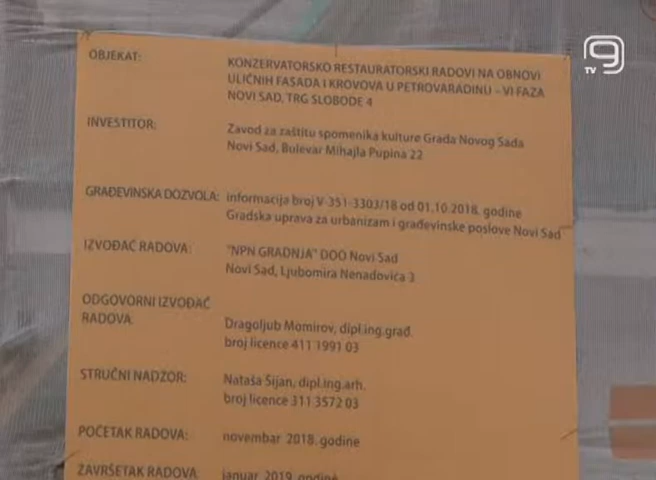 OBJEKAT: KONZERVATORSKO RESTAURATORSKI RADOVI NA OBNOVI
ULIČNIH FASADA I KROVOVA U PETROVARADINU – VI FAZA
NOVI SAD, TRG SLOBODE 4
INVESTITOR: Zavod za zaštitu spomenika kulture Grada Novog Sada
Novi Sad, Bulevar Mihajla Pupina 22
GRAĐEVINSKA DOZVOLA: informacija broj V-351-3303/18 od 01.10.2018. godine
Gradska uprava za urbanizam i građevinske poslove Novi Sad
IZVOĐAČ RADOVA: "NPN GRADNJA" DOO Novi Sad
Novi Sad, Ljubomira Nenadovića 3
ODGOVORNI IZVOĐAČ
RADOVA: Dragoljub Momirov, dipl.ing.građ.
broj licence 411 1991 03
STRUČNI NADZOR: Nataša Šijan, dipl.ing.arh.
broj licence 311 3572 03
POČETAK RADOVA: novembar 2018. godine
ZAVRŠETAK RADOVA: januar 2019. godine
9
TV